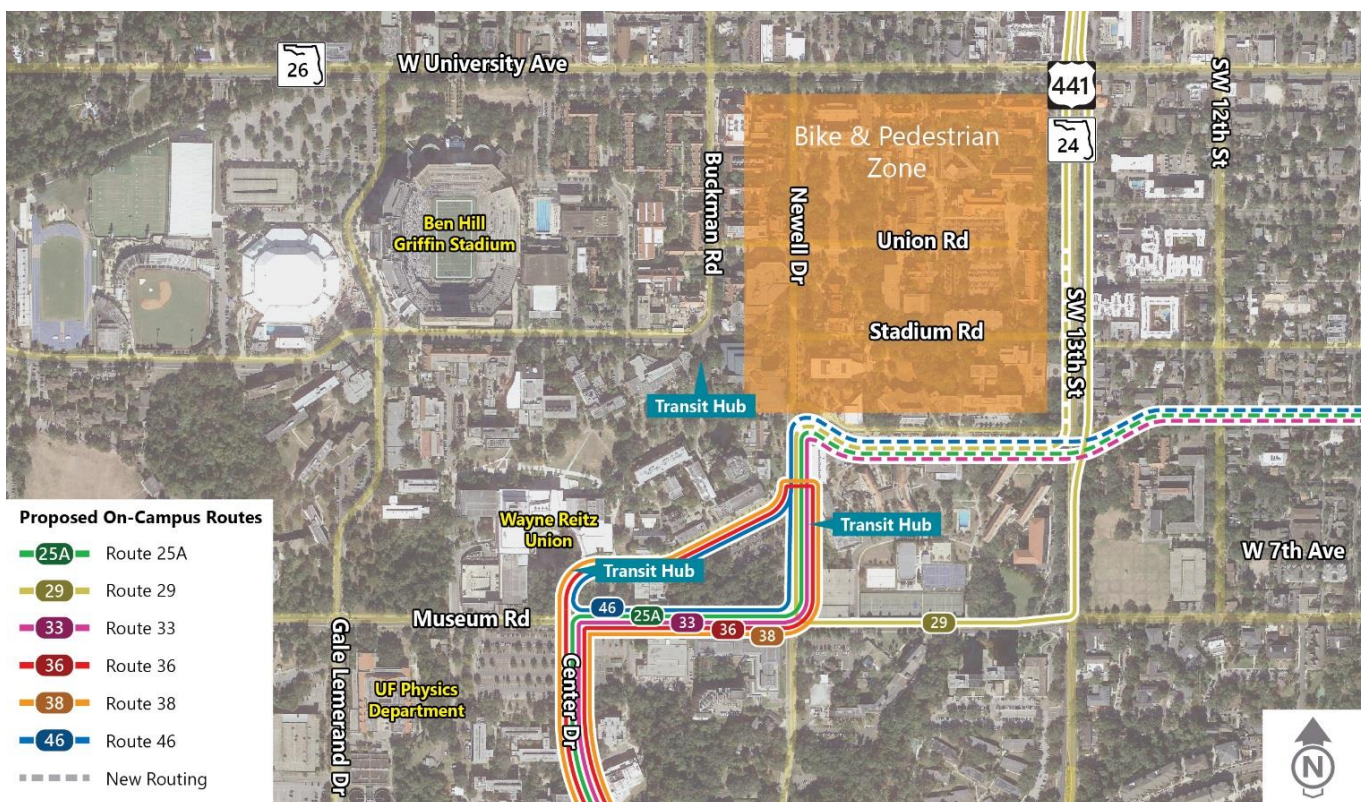 26
W University Ave
441
24
SW 12th St
Bike & Pedestrian
Zone
Buckman Rd
Newell Dr
Ben Hill
Griffin Stadium
Union Rd
Stadium Rd
SW 13th St
Transit Hub
Wayne Reitz
Union
Transit Hub
W 7th Ave
Transit Hub
Museum Rd
46
25A
33
36
38
29
Gale Lemerand Dr
Center Dr
UF Physics
Department
Proposed On-Campus Routes
25A Route 25A
29 Route 29
33 Route 33
36 Route 36
38 Route 38
46 Route 46
New Routing
N